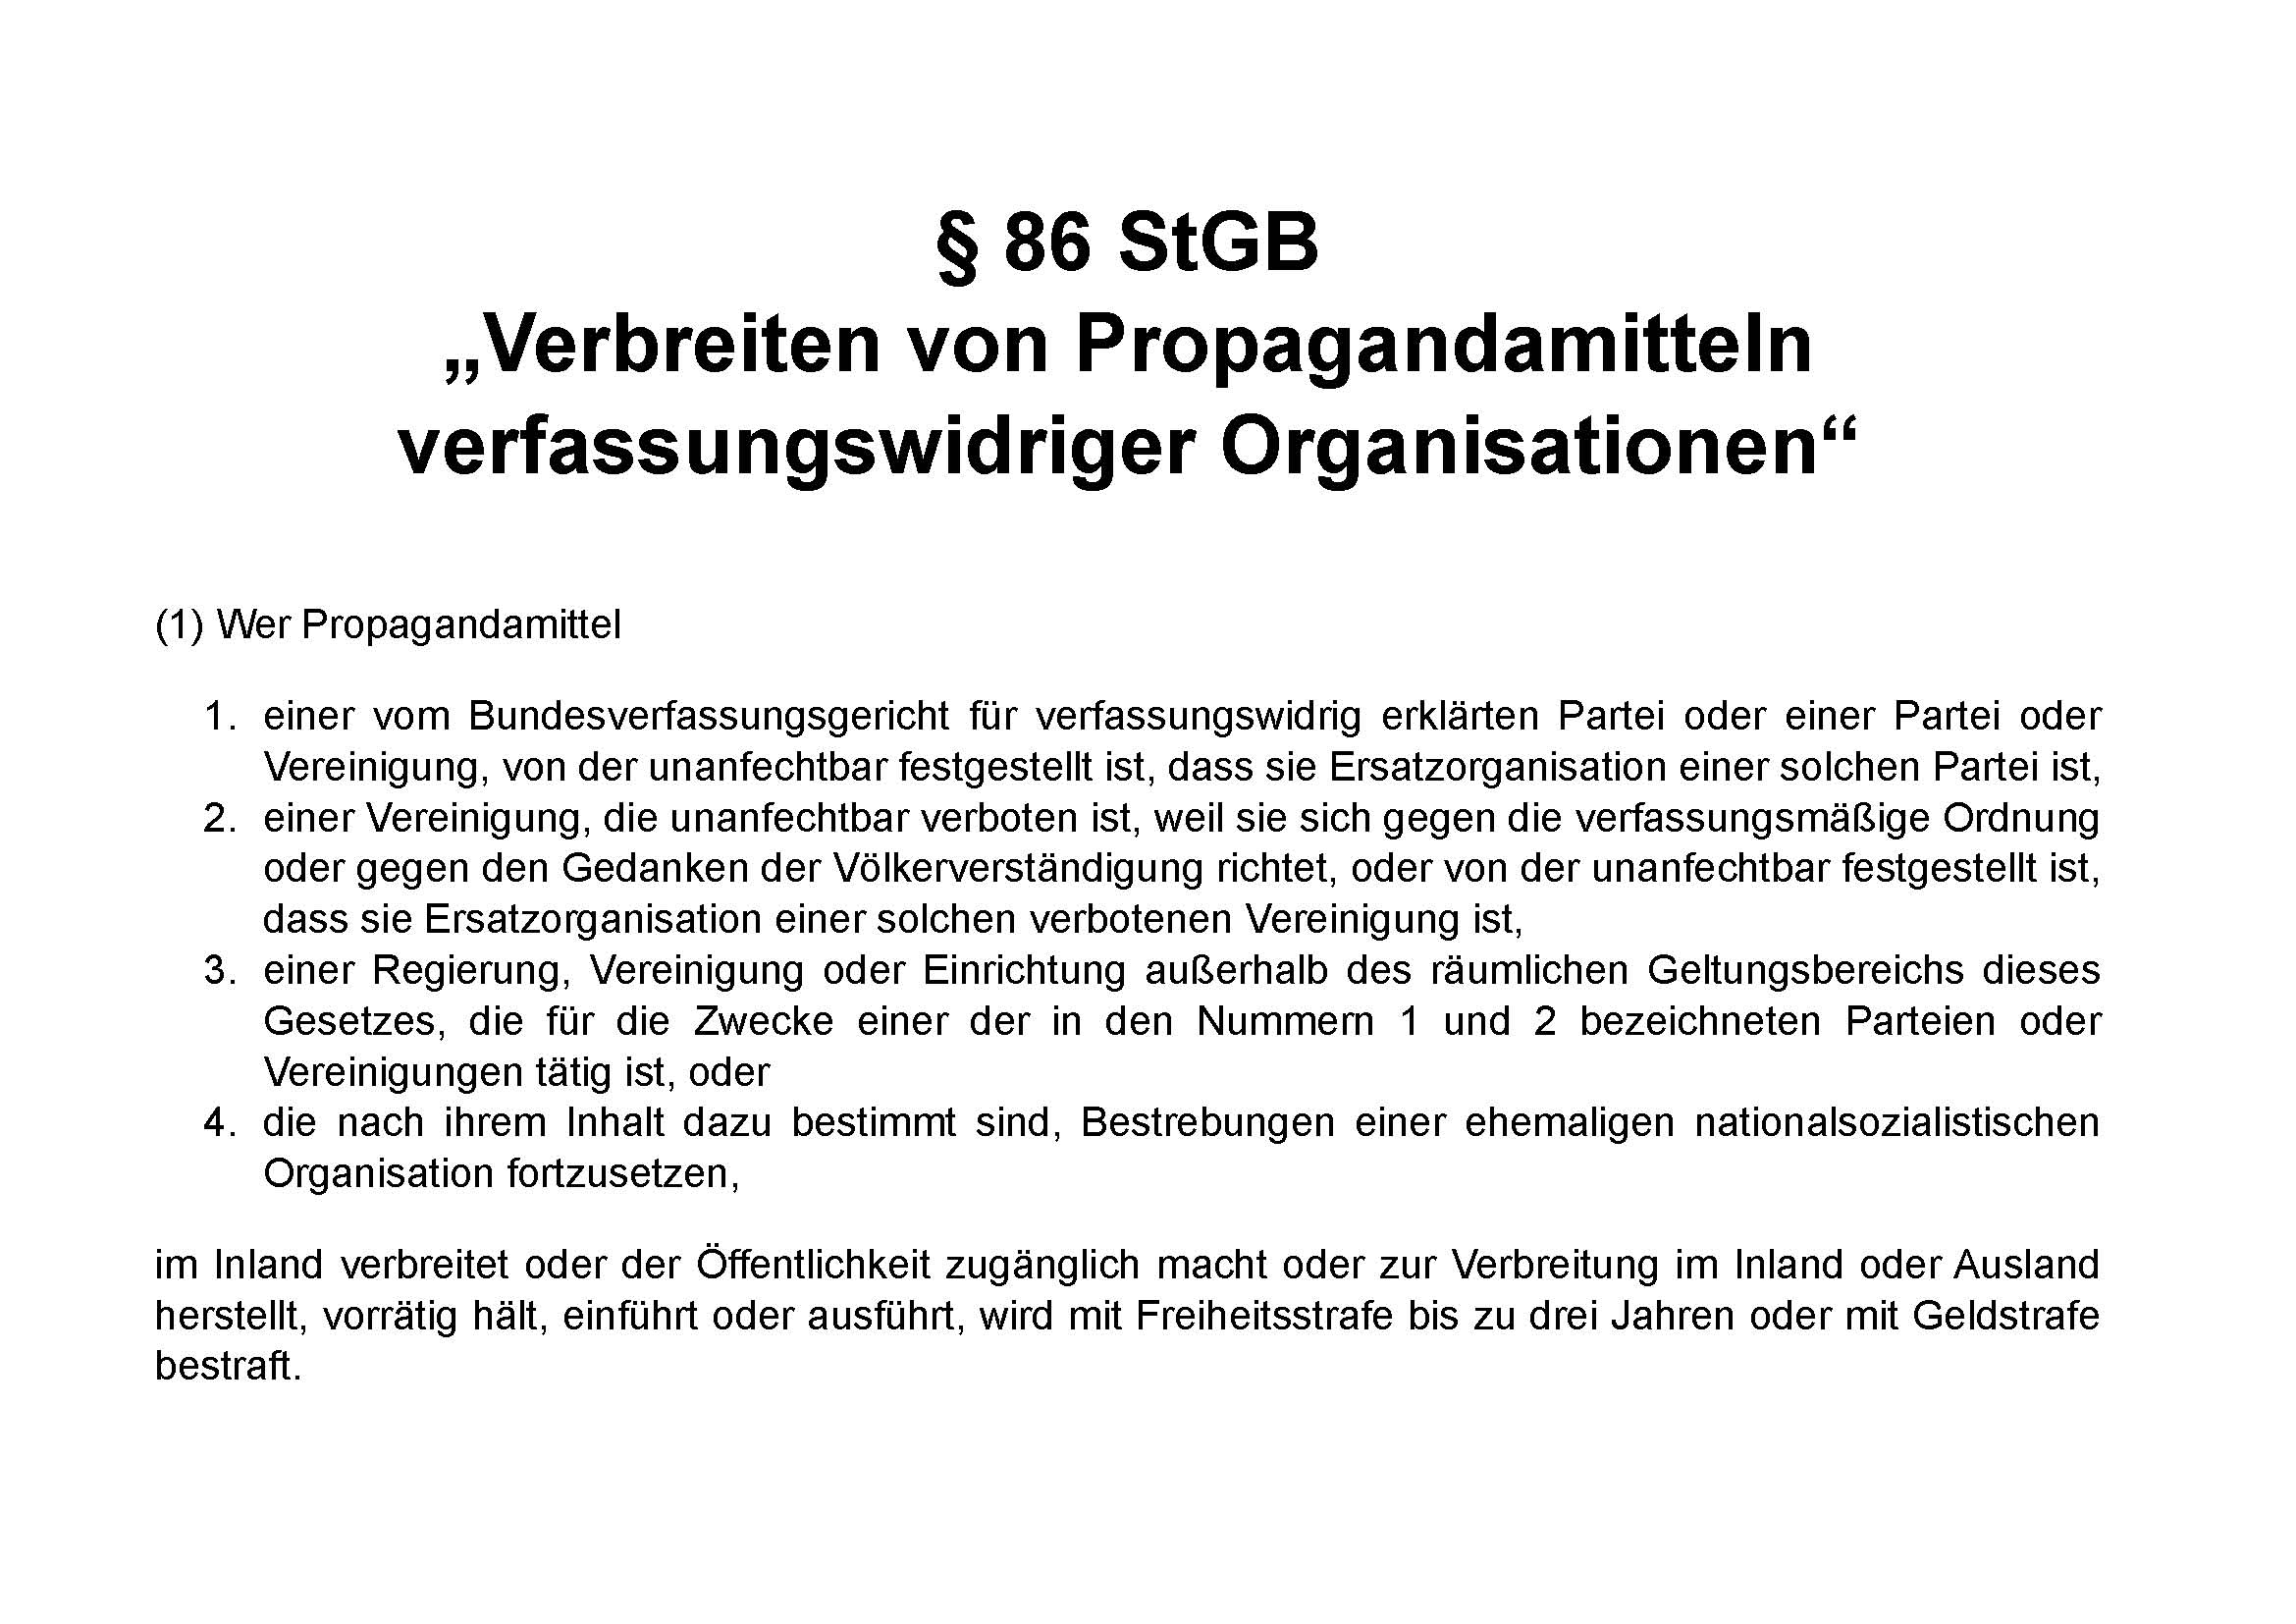 § 86 StGB
„Verbreiten von Propagandamitteln
verfassungswidriger Organisationen“
(1) Wer Propagandamittel
1. einer vom Bundesverfassungsgericht für verfassungswidrig erklärten Partei oder einer Partei oder
Vereinigung, von der unanfechtbar festgestellt ist, dass sie Ersatzorganisation einer solchen Partei ist,
2. einer Vereinigung, die unanfechtbar verboten ist, weil sie sich gegen die verfassungsmäßige Ordnung
oder gegen den Gedanken der Völkerverständigung richtet, oder von der unanfechtbar festgestellt ist,
dass sie Ersatzorganisation einer solchen verbotenen Vereinigung ist,
3. einer Regierung, Vereinigung oder Einrichtung außerhalb des räumlichen Geltungsbereichs dieses
Gesetzes, die für die Zwecke einer der in den Nummern 1 und 2 bezeichneten Parteien oder
Vereinigungen tätig ist, oder
4. die nach ihrem Inhalt dazu bestimmt sind, Bestrebungen einer ehemaligen nationalsozialistischen
Organisation fortzusetzen,
im Inland verbreitet oder der Öffentlichkeit zugänglich macht oder zur Verbreitung im Inland oder Ausland
herstellt, vorrätig hält, einführt oder ausführt, wird mit Freiheitsstrafe bis zu drei Jahren oder mit Geldstrafe
bestraft.